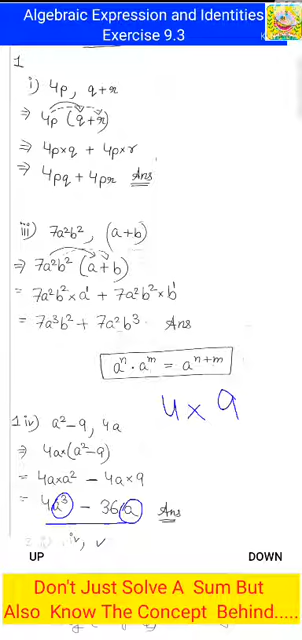 Algebraic Expression and Identities
Exercise 9.3
1
i) 4p, q+r
⇒ 4p (q+r)
⇒ 4p×q + 4p×r
⇒ 4pq + 4pr Ans
iii) 7a²b², (a+b)
⇒ 7a²b² (a+b)
= 7a²b²×a¹ + 7a²b²×b¹
= 7a³b² + 7a²b³. Ans
aⁿ · aᵐ = aⁿ⁺ᵐ
4 × 9
1 iv) a²-9, 4a
⇒ 4a×(a²-9)
= 4a×a² - 4a×9
= 4a³ - 36a Ans
UP DOWN
Don't Just Solve A Sum But
Also Know The Concept Behind.....